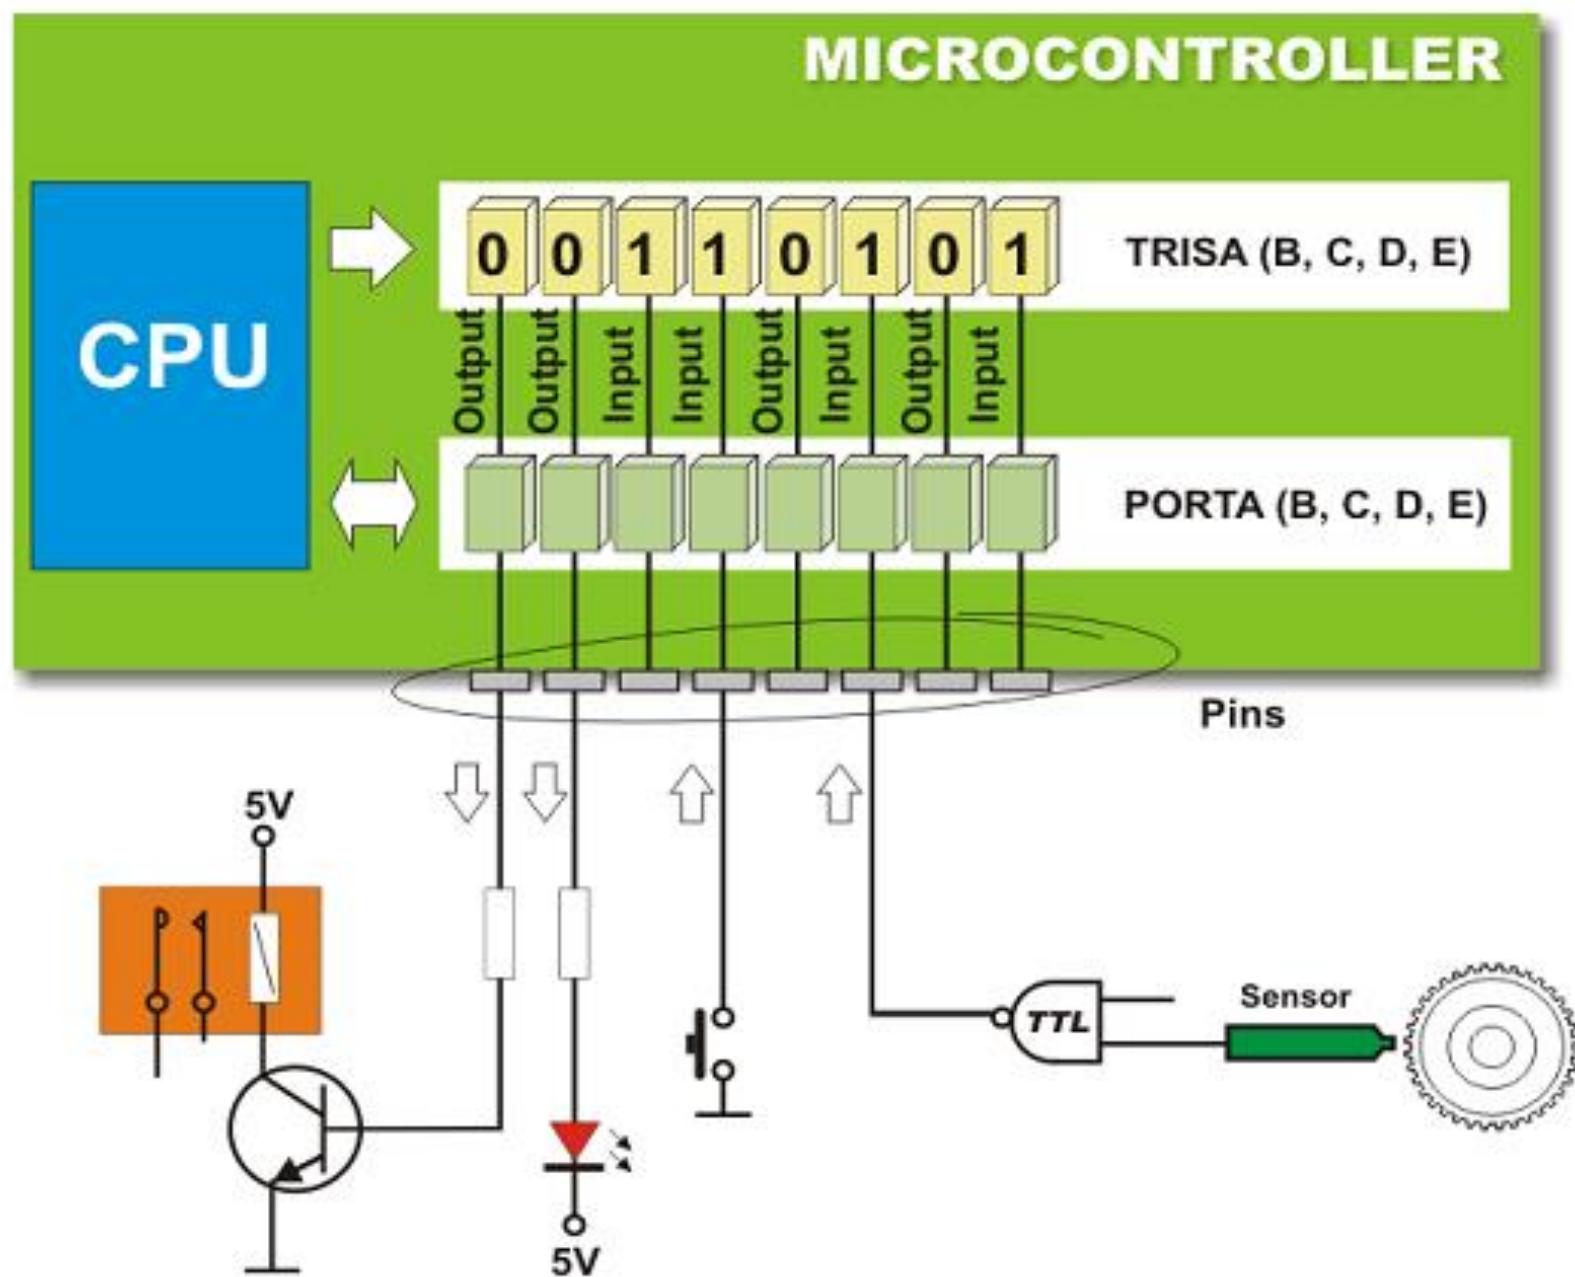 MICROCONTROLLER
CPU
0 0 1 1 0 1 0 1
TRISA (B, C, D, E)
Output
Output
Input
Input
Output
Input
Output
Input
PORTA (B, C, D, E)
Pins
5V
TTL
Sensor
5V